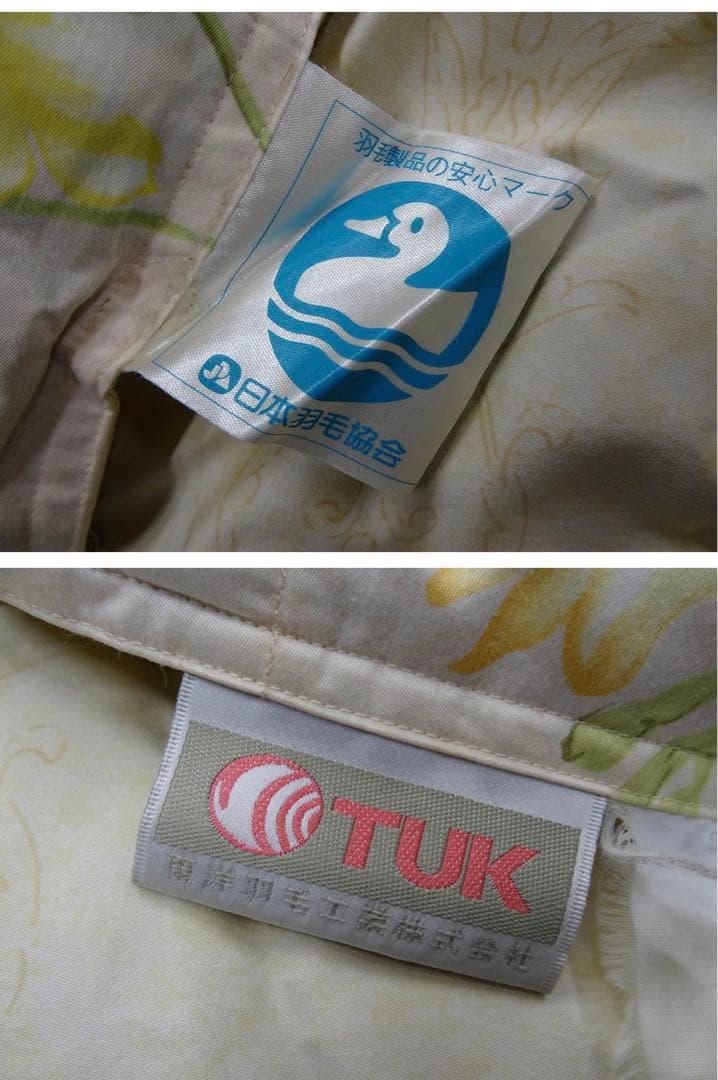 羽毛製品の安心マーク
日本羽毛協会
TUK
東洋羽毛工業株式会社